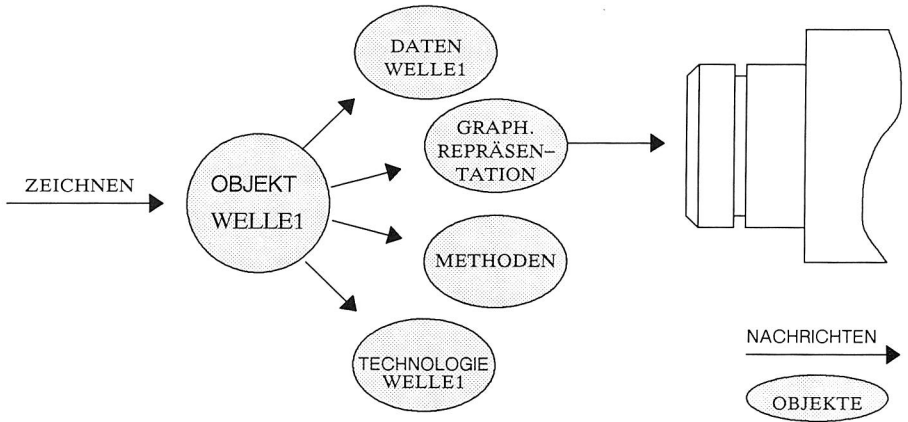 DATEN
WELLE1
GRAPH.
REPRÄSEN–
TATION
ZEICHNEN
OBJEKT
WELLE1
METHODEN
TECHNOLOGIE
WELLE1
NACHRICHTEN
OBJEKTE